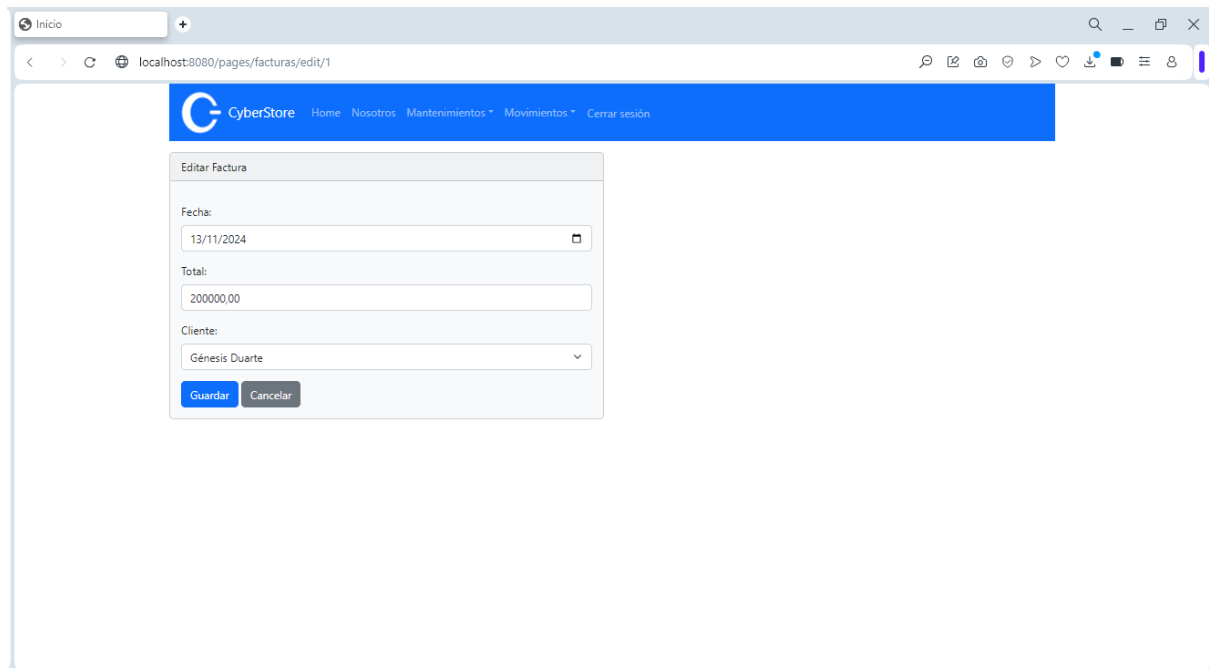 Inicio
localhost:8080/pages/facturas/edit/1
CyberStore Home Nosotros Mantenimientos Movimientos Cerrar sesión
Editar Factura
Fecha:
13/11/2024
Total:
200000,00
Cliente:
Génesis Duarte
Guardar Cancelar